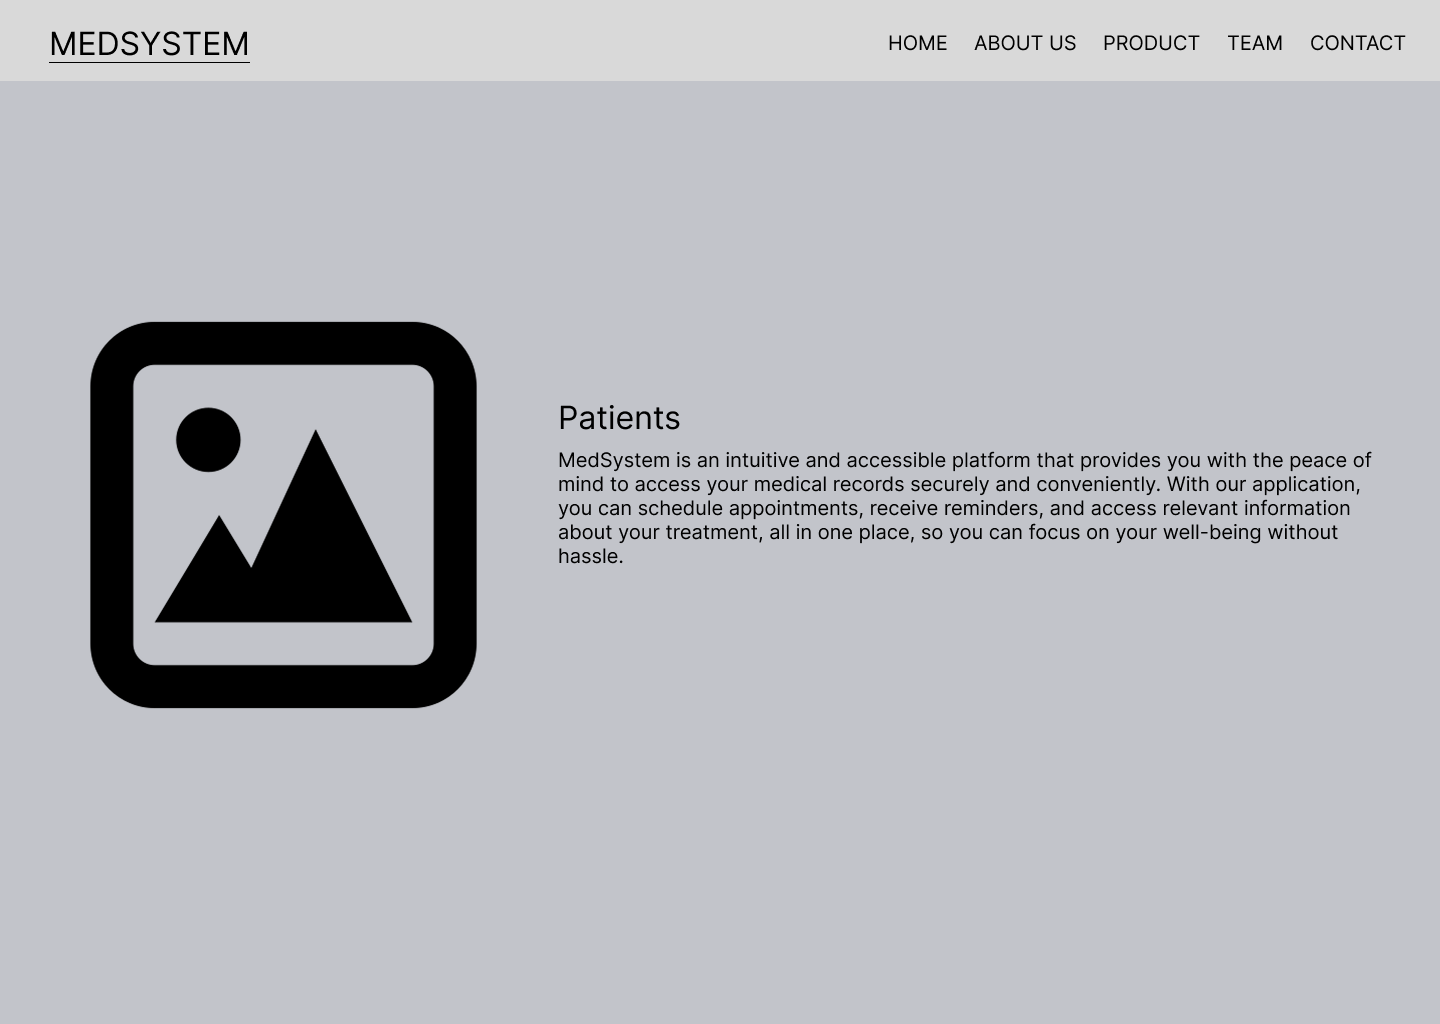 MEDSYSTEM
HOME ABOUT US PRODUCT TEAM CONTACT
Patients
MedSystem is an intuitive and accessible platform that provides you with the peace of
mind to access your medical records securely and conveniently. With our application,
you can schedule appointments, receive reminders, and access relevant information
about your treatment, all in one place, so you can focus on your well-being without
hassle.